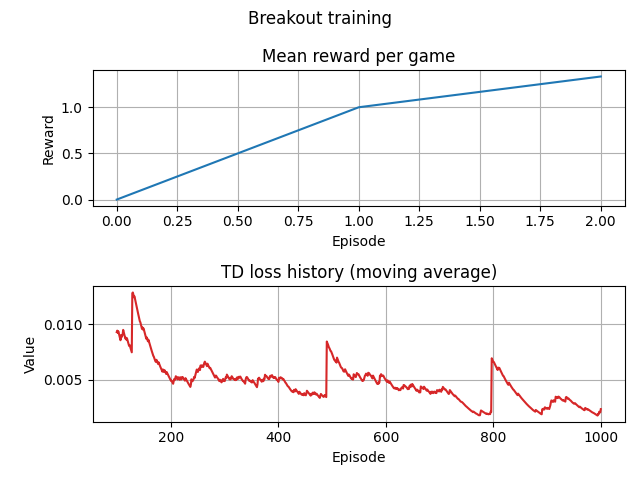 Breakout training
Mean reward per game
Reward
1.0
0.5
0.0
0.00 0.25 0.50 0.75 1.00 1.25 1.50 1.75 2.00
Episode
TD loss history (moving average)
Value
0.010
0.005
200 400 600 800 1000
Episode